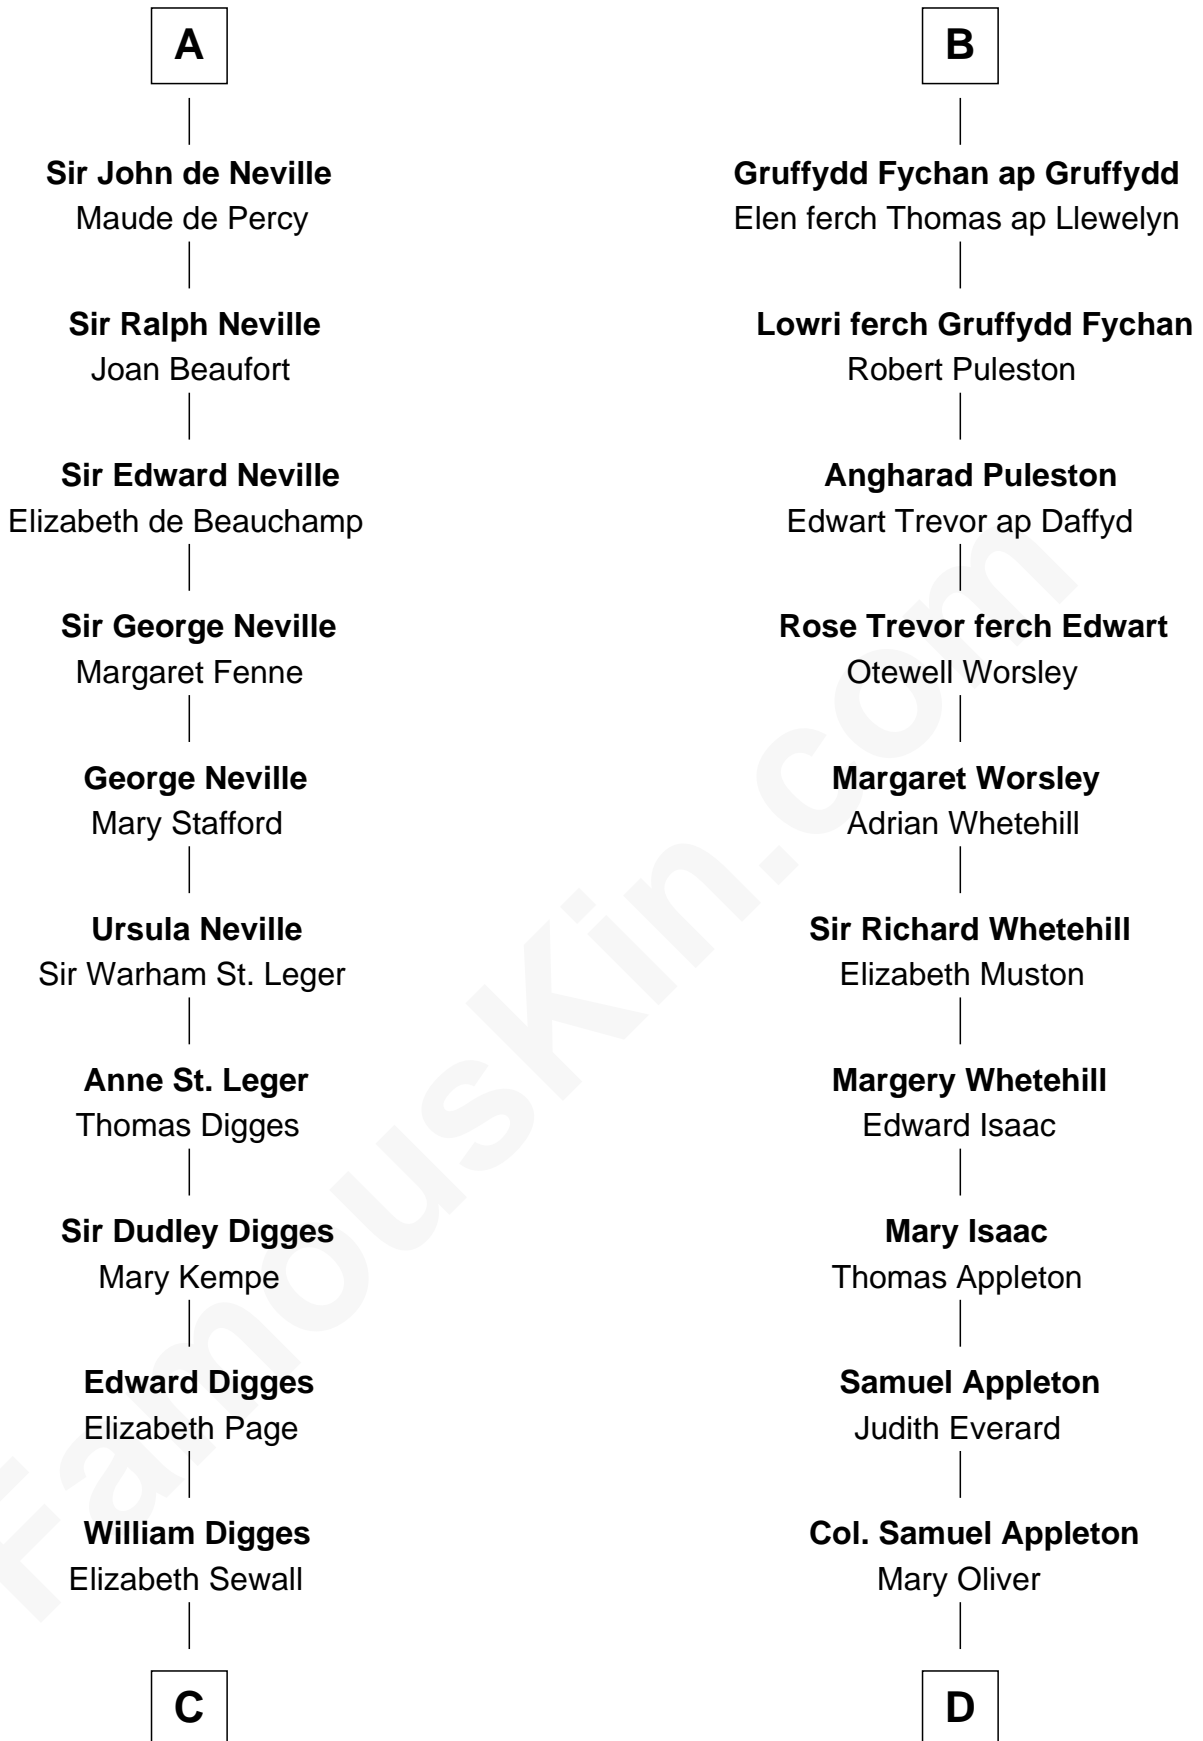 A
Sir John de Neville
Maude de Percy
Sir Ralph Neville
Joan Beaufort
Sir Edward Neville
Elizabeth de Beauchamp
Sir George Neville
Margaret Fenne
George Neville
Mary Stafford
Ursula Neville
Sir Warham St. Leger
Anne St. Leger
Thomas Digges
Sir Dudley Digges
Mary Kempe
Edward Digges
Elizabeth Page
William Digges
Elizabeth Sewall
C
B
Gruffydd Fychan ap Gruffydd
Elen ferch Thomas ap Llewelyn
Lowri ferch Gruffydd Fychan
Robert Puleston
Angharad Puleston
Edwart Trevor ap Daffyd
Rose Trevor ferch Edwart
Otewell Worsley
Margaret Worsley
Adrian Whetehill
Sir Richard Whetehill
Elizabeth Muston
Margery Whetehill
Edward Isaac
Mary Isaac
Thomas Appleton
Samuel Appleton
Judith Everard
Col. Samuel Appleton
Mary Oliver
D
FamousKin.com